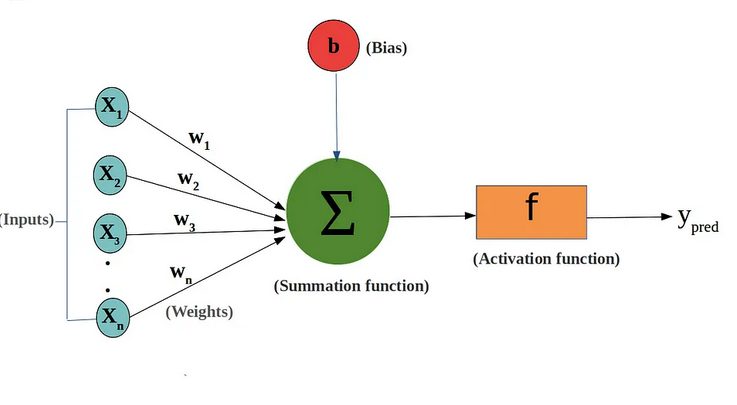 b (Bias)
X1
w1
X2
w2
(Inputs)
X3
w3
Σ
f
ypred
(Activation function)
(Summation function)
wn
Xn
(Weights)